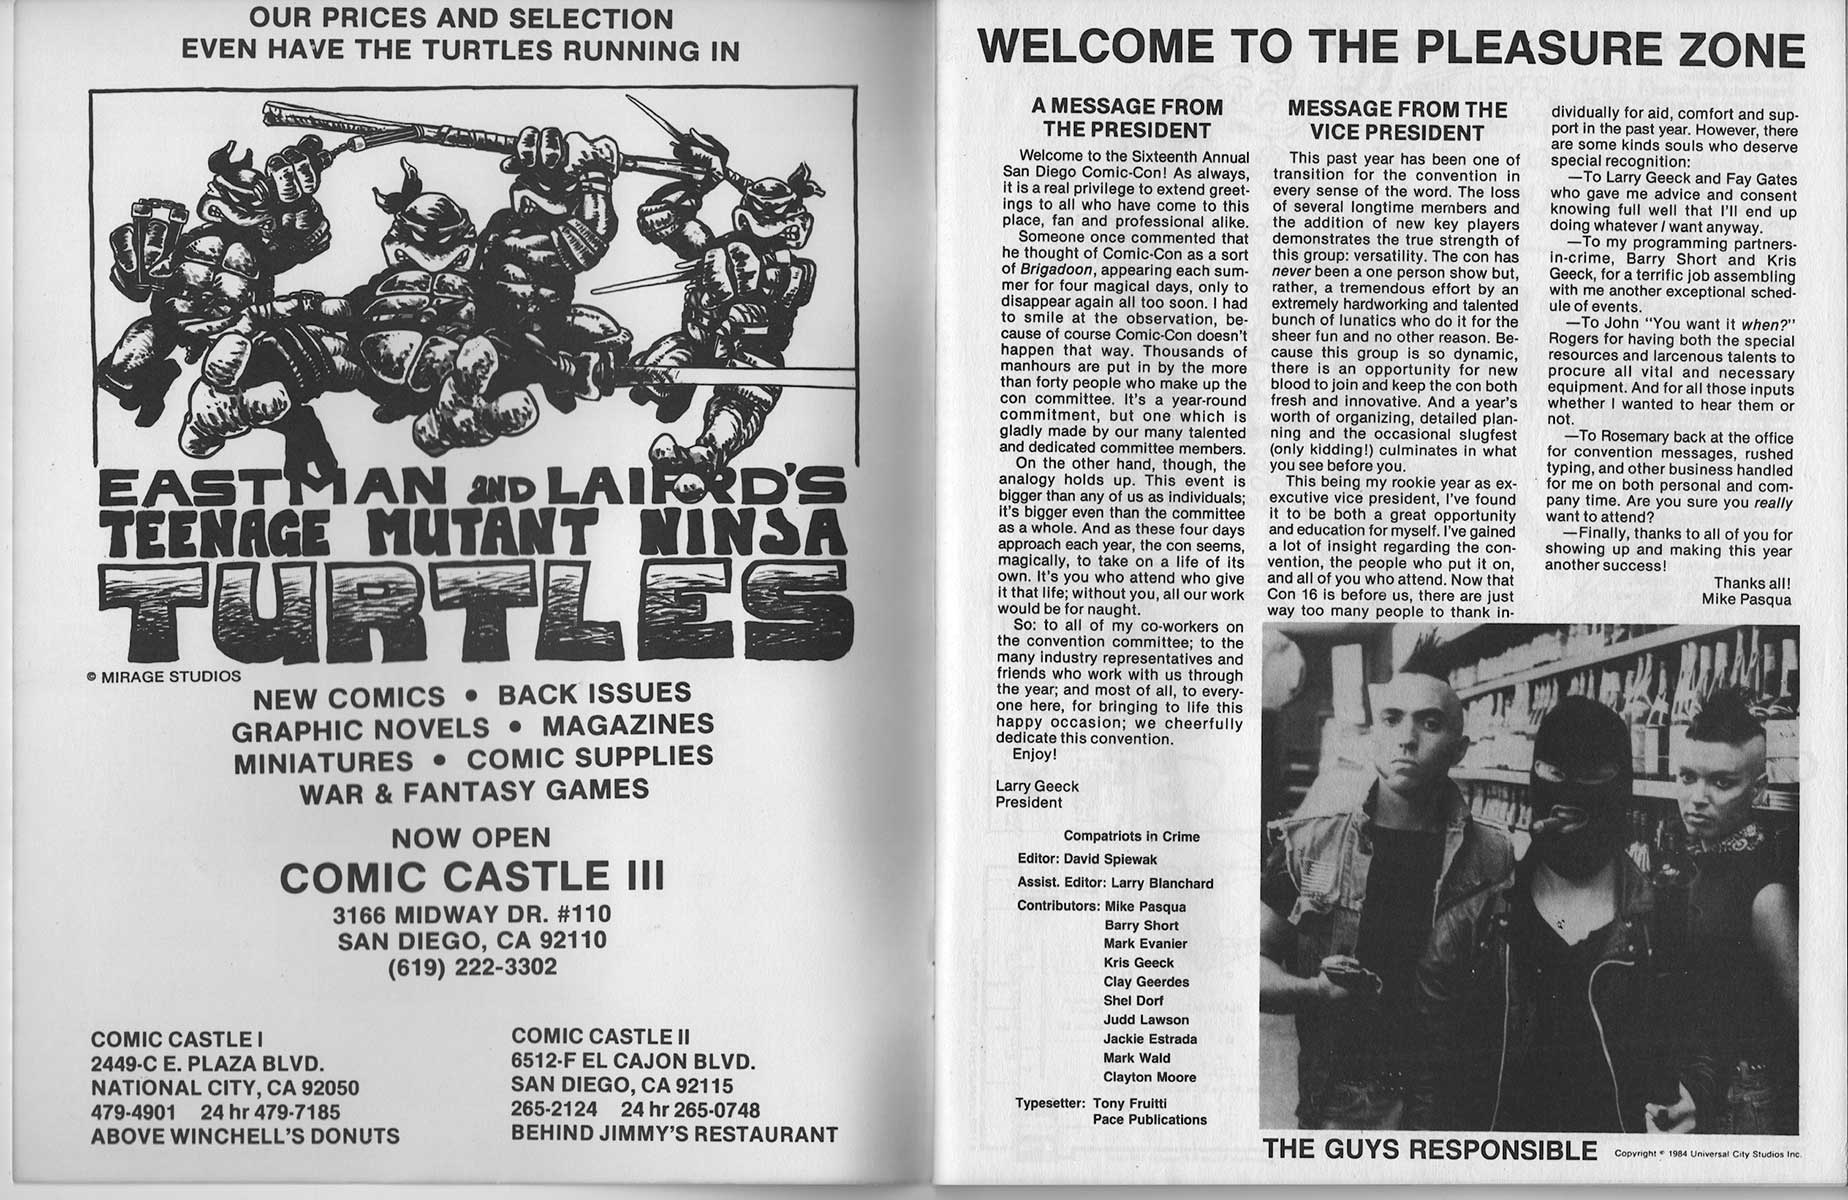 OUR PRICES AND SELECTION
EVEN HAVE THE TURTLES RUNNING IN
EASTMAN AND LAIRD'S
TEENAGE MUTANT NINJA
TURTLES
© MIRAGE STUDIOS
NEW COMICS • BACK ISSUES
GRAPHIC NOVELS • MAGAZINES
MINIATURES • COMIC SUPPLIES
WAR & FANTASY GAMES
NOW OPEN
COMIC CASTLE III
3166 MIDWAY DR. #110
SAN DIEGO, CA 92110
(619) 222-3302
COMIC CASTLE I
2449-C E. PLAZA BLVD.
NATIONAL CITY, CA 92050
479-4901 24 hr 479-7185
ABOVE WINCHELL'S DONUTS
COMIC CASTLE II
6512-F EL CAJON BLVD.
SAN DIEGO, CA 92115
265-2124 24 hr 265-0748
BEHIND JIMMY'S RESTAURANT
WELCOME TO THE PLEASURE ZONE
A MESSAGE FROM
THE PRESIDENT
Welcome to the Sixteenth Annual
San Diego Comic-Con! As always,
it is a real privilege to extend greet-
ings to all who have come to this
place, fan and professional alike.
Someone once commented that
he thought of Comic-Con as a sort
of Brigadoon, appearing each sum-
mer for four magical days, only to
disappear again all too soon. I had
to smile at the observation, be-
cause of course Comic-Con doesn't
happen that way. Thousands of
manhours are put in by the more
than forty people who make up the
con committee. It's a year-round
commitment, but one which is
gladly made by our many talented
and dedicated committee members.
On the other hand, though, the
analogy holds up. This event is
bigger than any of us as individuals;
it's bigger even than the committee
as a whole. And as these four days
approach each year, the con seems,
magically, to take on a life of its
own. It's you who attend who give
it that life; without you, all our work
would be for naught.
So: to all of my co-workers on
the convention committee; to the
many industry representatives and
friends who work with us through
the year; and most of all, to every-
one here, for bringing to life this
happy occasion; we cheerfully
dedicate this convention.
Enjoy!
Larry Geeck
President
Compatriots in Crime
Editor: David Spiewak
Assist. Editor: Larry Blanchard
Contributors: Mike Pasqua
Barry Short
Mark Evanier
Kris Geeck
Clay Geerdes
Shel Dorf
Judd Lawson
Jackie Estrada
Mark Wald
Clayton Moore
Typesetter: Tony Fruitti
Pace Publications
MESSAGE FROM THE
VICE PRESIDENT
This past year has been one of
transition for the convention in
every sense of the word. The loss
of several longtime members and
the addition of new key players
demonstrates the true strength of
this group: versatility. The con has
never been a one person show but,
rather, a tremendous effort by an
extremely hardworking and talented
bunch of lunatics who do it for the
sheer fun and no other reason. Be-
cause this group is so dynamic,
there is an opportunity for new
blood to join and keep the con both
fresh and innovative. And a year's
worth of organizing, detailed plan-
ning and the occasional slugfest
(only kidding!) culminates in what
you see before you.
This being my rookie year as ex-
excutive vice president, I've found
it to be both a great opportunity
and education for myself. I've gained
a lot of insight regarding the con-
vention, the people who put it on,
and all of you who attend. Now that
Con 16 is before us, there are just
way too many people to thank in-
dividually for aid, comfort and sup-
port in the past year. However, there
are some kinds souls who deserve
special recognition:
—To Larry Geeck and Fay Gates
who gave me advice and consent
knowing full well that I'll end up
doing whatever I want anyway.
—To my programming partners-
in-crime, Barry Short and Kris
Geeck, for a terrific job assembling
with me another exceptional sched-
ule of events.
—To John "You want it when?"
Rogers for having both the special
resources and larcenous talents to
procure all vital and necessary
equipment. And for all those inputs
whether I wanted to hear them or
not.
—To Rosemary back at the office
for convention messages, rushed
typing, and other business handled
for me on both personal and com-
pany time. Are you sure you really
want to attend?
—Finally, thanks to all of you for
showing up and making this year
another success!
Thanks all!
Mike Pasqua
THE GUYS RESPONSIBLE
Copyright © 1984 Universal City Studios Inc.